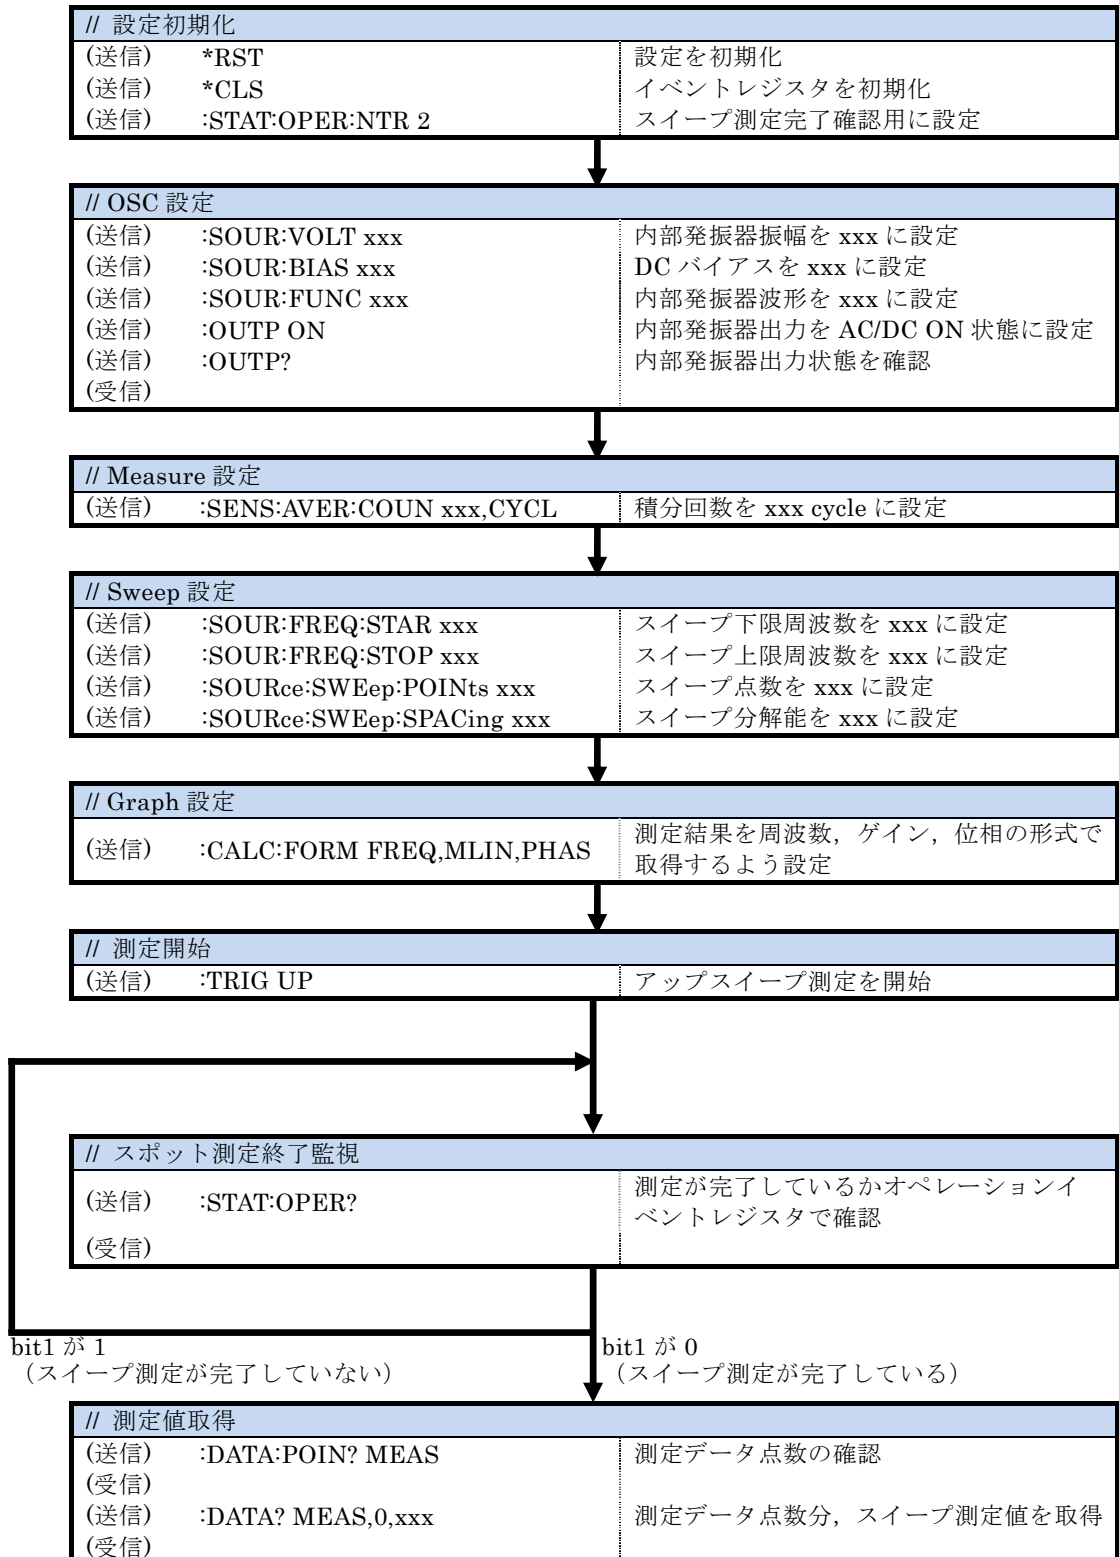 // 設定初期化
(送信) *RST 設定を初期化
(送信) *CLS イベントレジスタを初期化
(送信) :STAT:OPER:NTR 2 スイープ測定完了確認用に設定
// OSC 設定
(送信) :SOUR:VOLT xxx 内部発振器振幅を xxx に設定
(送信) :SOUR:BIAS xxx DC バイアスを xxx に設定
(送信) :SOUR:FUNC xxx 内部発振器波形を xxx に設定
(送信) :OUTP ON 内部発振器出力を AC/DC ON 状態に設定
(送信) :OUTP? 内部発振器出力状態を確認
(受信)
// Measure 設定
(送信) :SENS:AVER:COUN xxx,CYCL 積分回数を xxx cycle に設定
// Sweep 設定
(送信) :SOUR:FREQ:STAR xxx スイープ下限周波数を xxx に設定
(送信) :SOUR:FREQ:STOP xxx スイープ上限周波数を xxx に設定
(送信) :SOURce:SWEep:POINts xxx スイープ点数を xxx に設定
(送信) :SOURce:SWEep:SPACing xxx スイープ分解能を xxx に設定
// Graph 設定
(送信) :CALC:FORM FREQ,MLIN,PHAS 測定結果を周波数，ゲイン，位相の形式で
取得するよう設定
// 測定開始
(送信) :TRIG UP アップスイープ測定を開始
// スポット測定終了監視
(送信) :STAT:OPER? 測定が完了しているかオペレーションイ
ベントレジスタで確認
(受信)
bit1 が 1
（スイープ測定が完了していない）
bit1 が 0
（スイープ測定が完了している）
// 測定値取得
(送信) :DATA:POIN? MEAS 測定データ点数の確認
(受信)
(送信) :DATA? MEAS,0,xxx 測定データ点数分，スイープ測定値を取得
(受信)